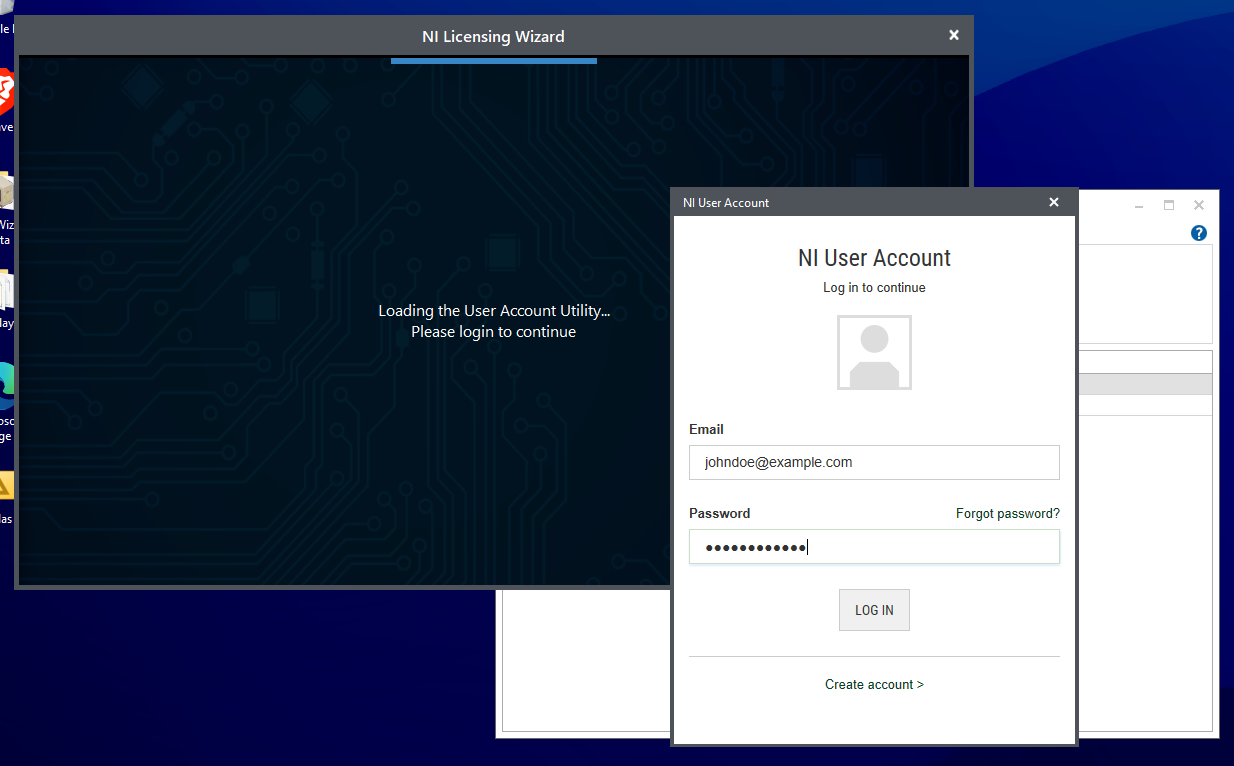 NI Licensing Wizard
Loading the User Account Utility...
Please login to continue
NI User Account
NI User Account
Log in to continue
Email
johndoe@example.com
Password
Forgot password?
●●●●●●●●●●●●
LOG IN
Create account >